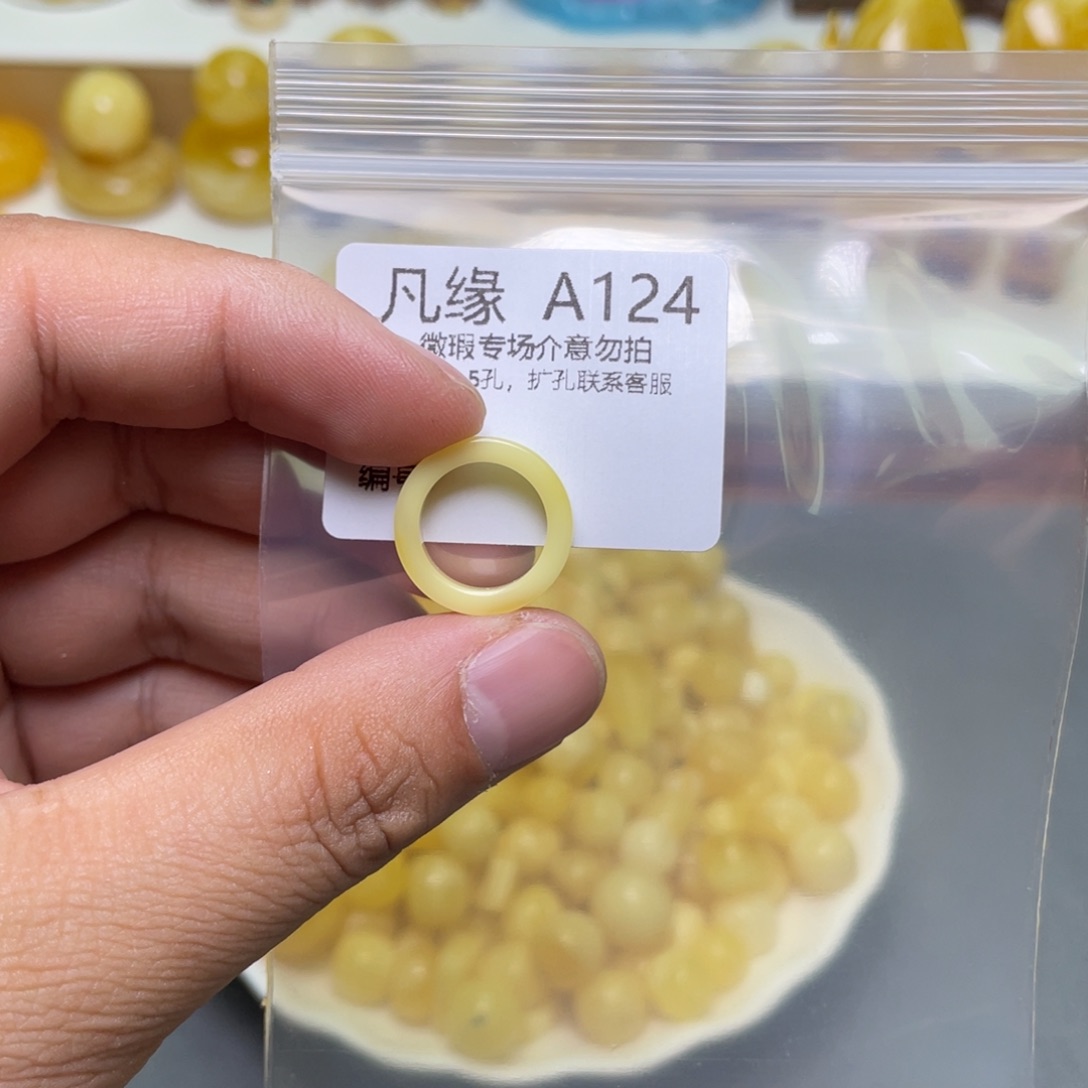 凡缘 A124
微瑕专场介意勿拍
5孔，扩孔联系客服
编号